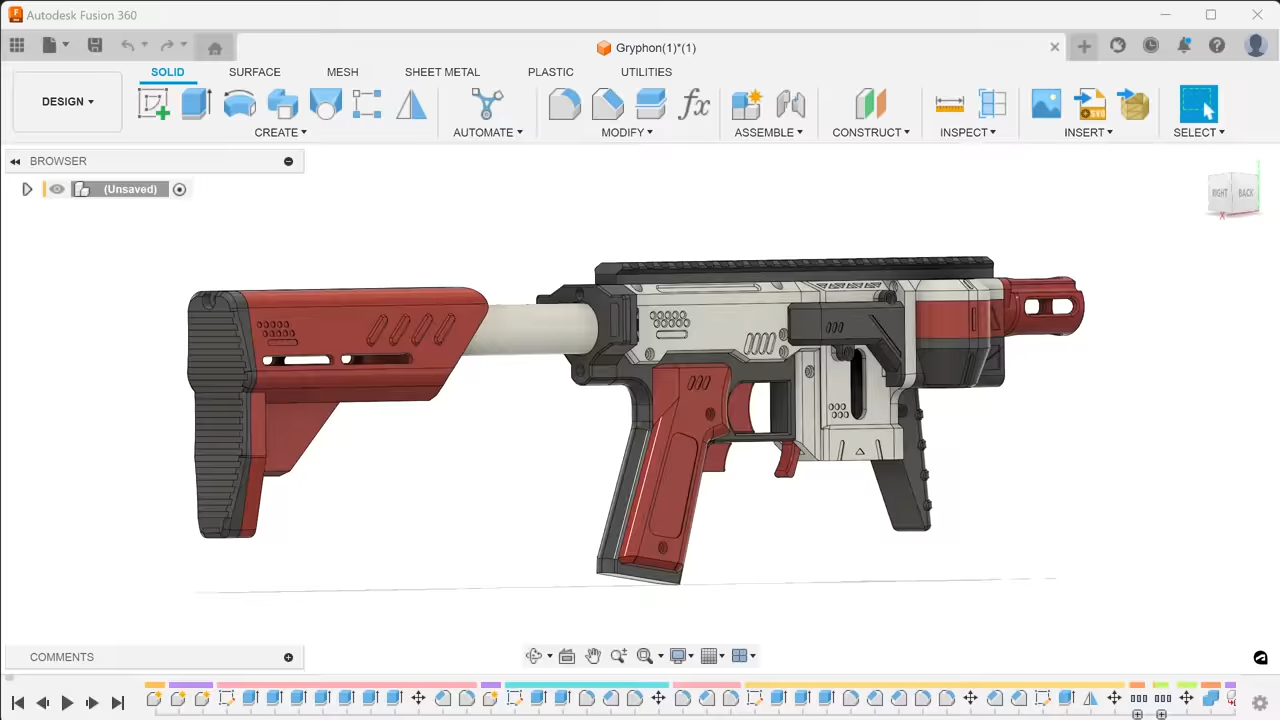 Autodesk Fusion 360
Gryphon(1)*(1)
SOLID SURFACE MESH SHEET METAL PLASTIC UTILITIES
DESIGN
fx
CREATE AUTOMATE MODIFY ASSEMBLE CONSTRUCT INSPECT INSERT SELECT
BROWSER
(Unsaved)
RIGHT BACK
X
COMMENTS